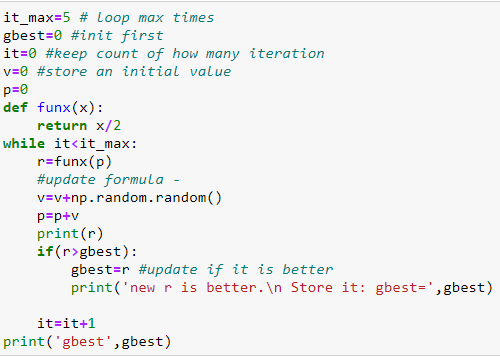 it_max=5 # loop max times
gbest=0 #init first
it=0 #keep count of how many iteration
v=0 #store an initial value
p=0
def funx(x):
    return x/2
while it<it_max:
    r=funx(p)
    #update formula -
    v=v+np.random.random()
    p=p+v
    print(r)
    if(r>gbest):
        gbest=r #update if it is better
        print('new r is better.\n Store it: gbest=',gbest)
    it=it+1
print('gbest',gbest)